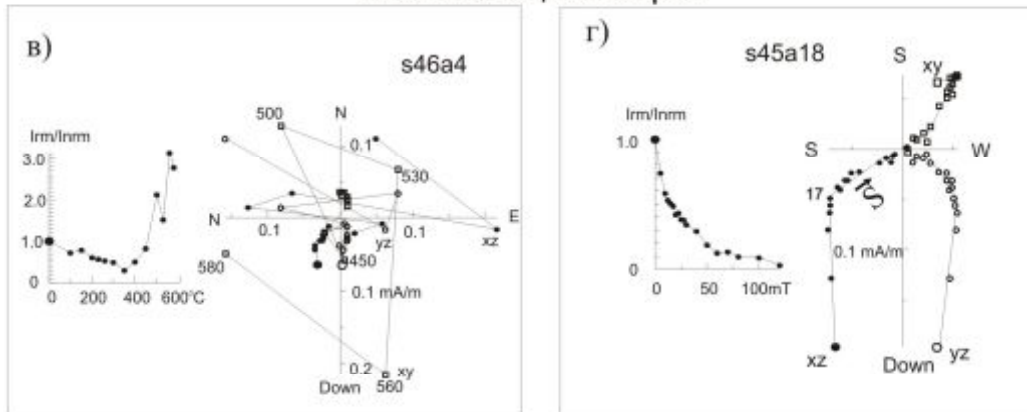 в)
s46a4
Irm/Inrm
3.0
2.0
1.0
0
0 200 400 600°C
500
N
0.1
530
N
0.1
0.1
E
yz
xz
450
580
0.1 mA/m
0.2
xy
Down
560
г)
s45a18
S
xy
Irm/Inrm
1.0
0
0 50 100mT
S
W
17
S₁
0.1 mA/m
xz
Down
yz